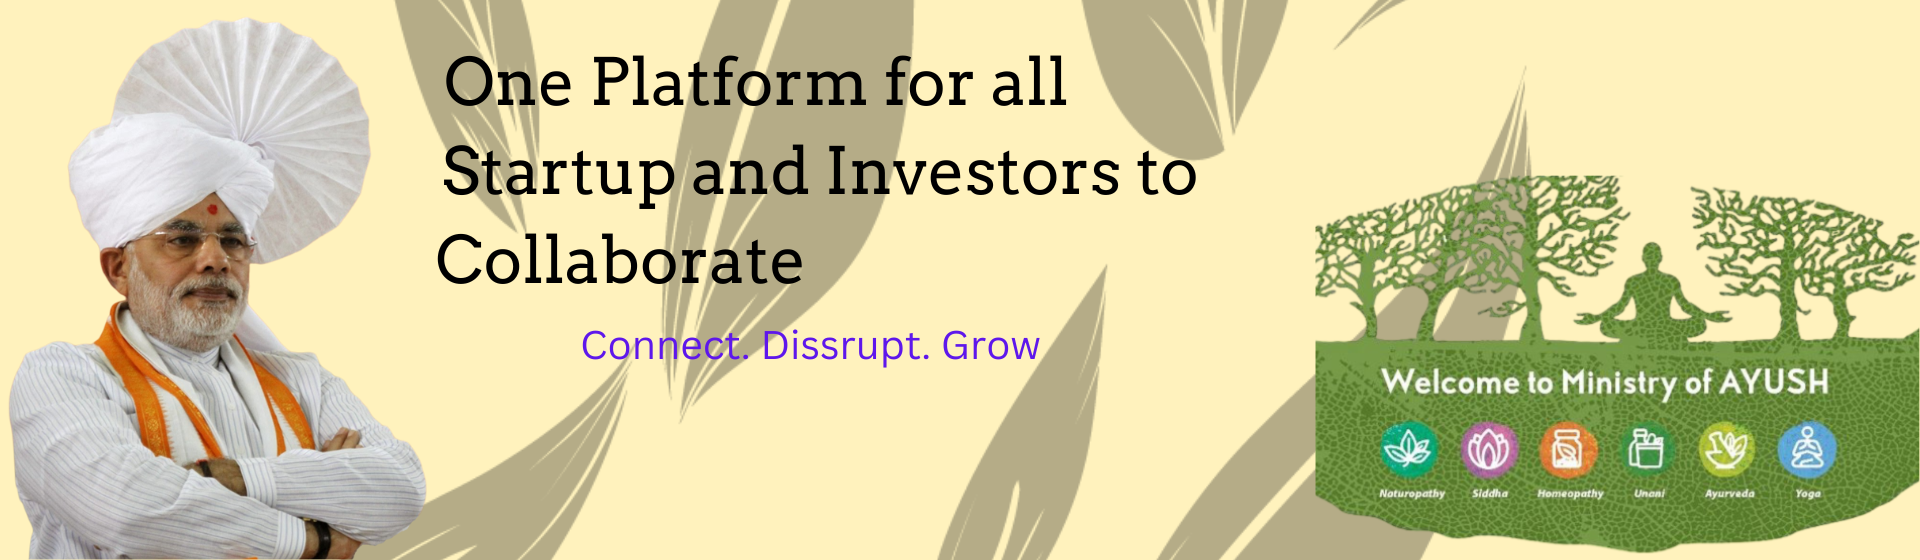 One Platform for all
Startup and Investors to
Collaborate
Connect. Dissrupt. Grow
Welcome to Ministry of AYUSH
Naturopathy Siddha Homeopathy Unani Ayurveda Yoga